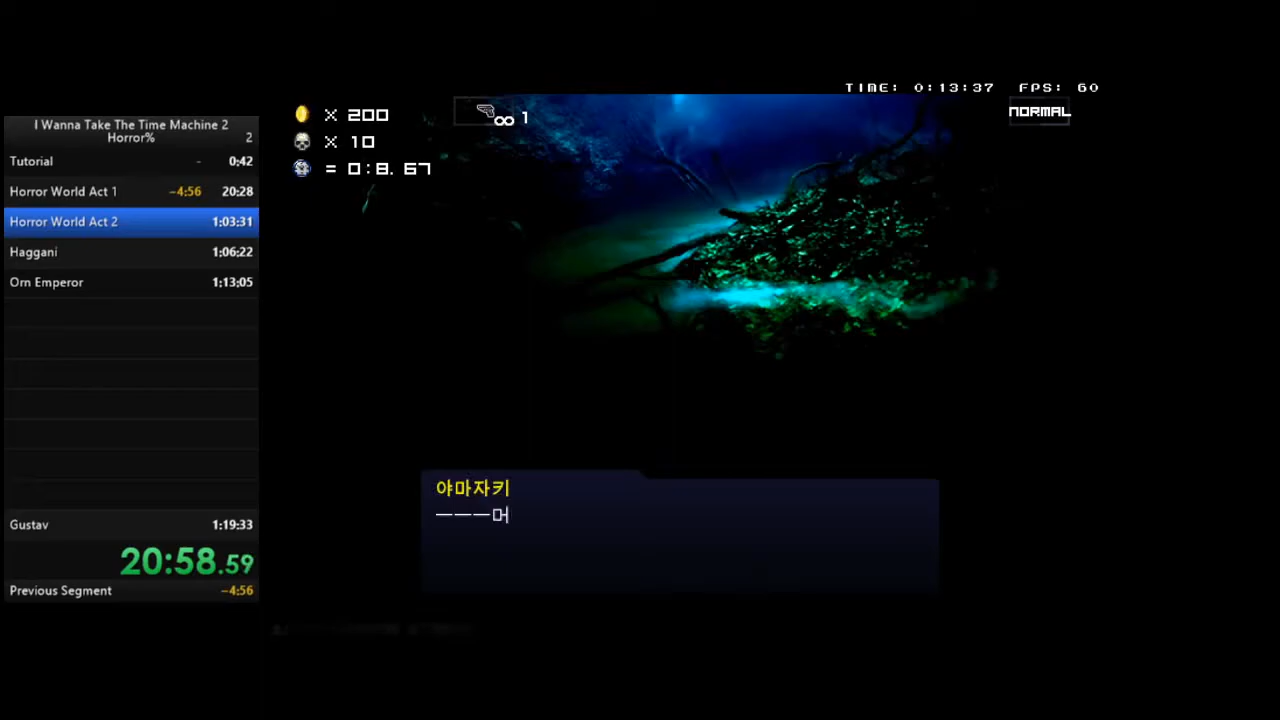 I Wanna Take The Time Machine 2
Horror% 2
Tutorial - 0:42
Horror World Act 1 −4:56 20:28
Horror World Act 2 1:03:31
Haggani 1:06:22
Orn Emperor 1:13:05
Gustav 1:19:33
20:58.59
Previous Segment −4:56
TIME: 0:13:37 FPS: 60
X 200
∞ 1
NORMAL
X 10
= 0:8. 67
야마자키
———머